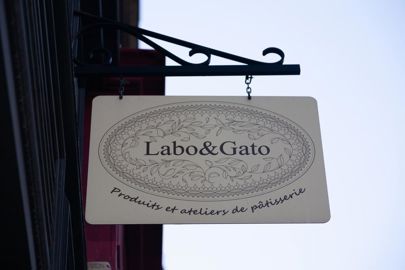 Labo&Gato
Produits et ateliers de pâtisserie